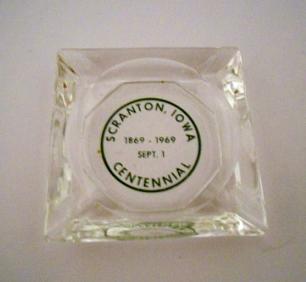 SCRANTON, IOWA
1869 - 1969
SEPT. 1
CENTENNIAL